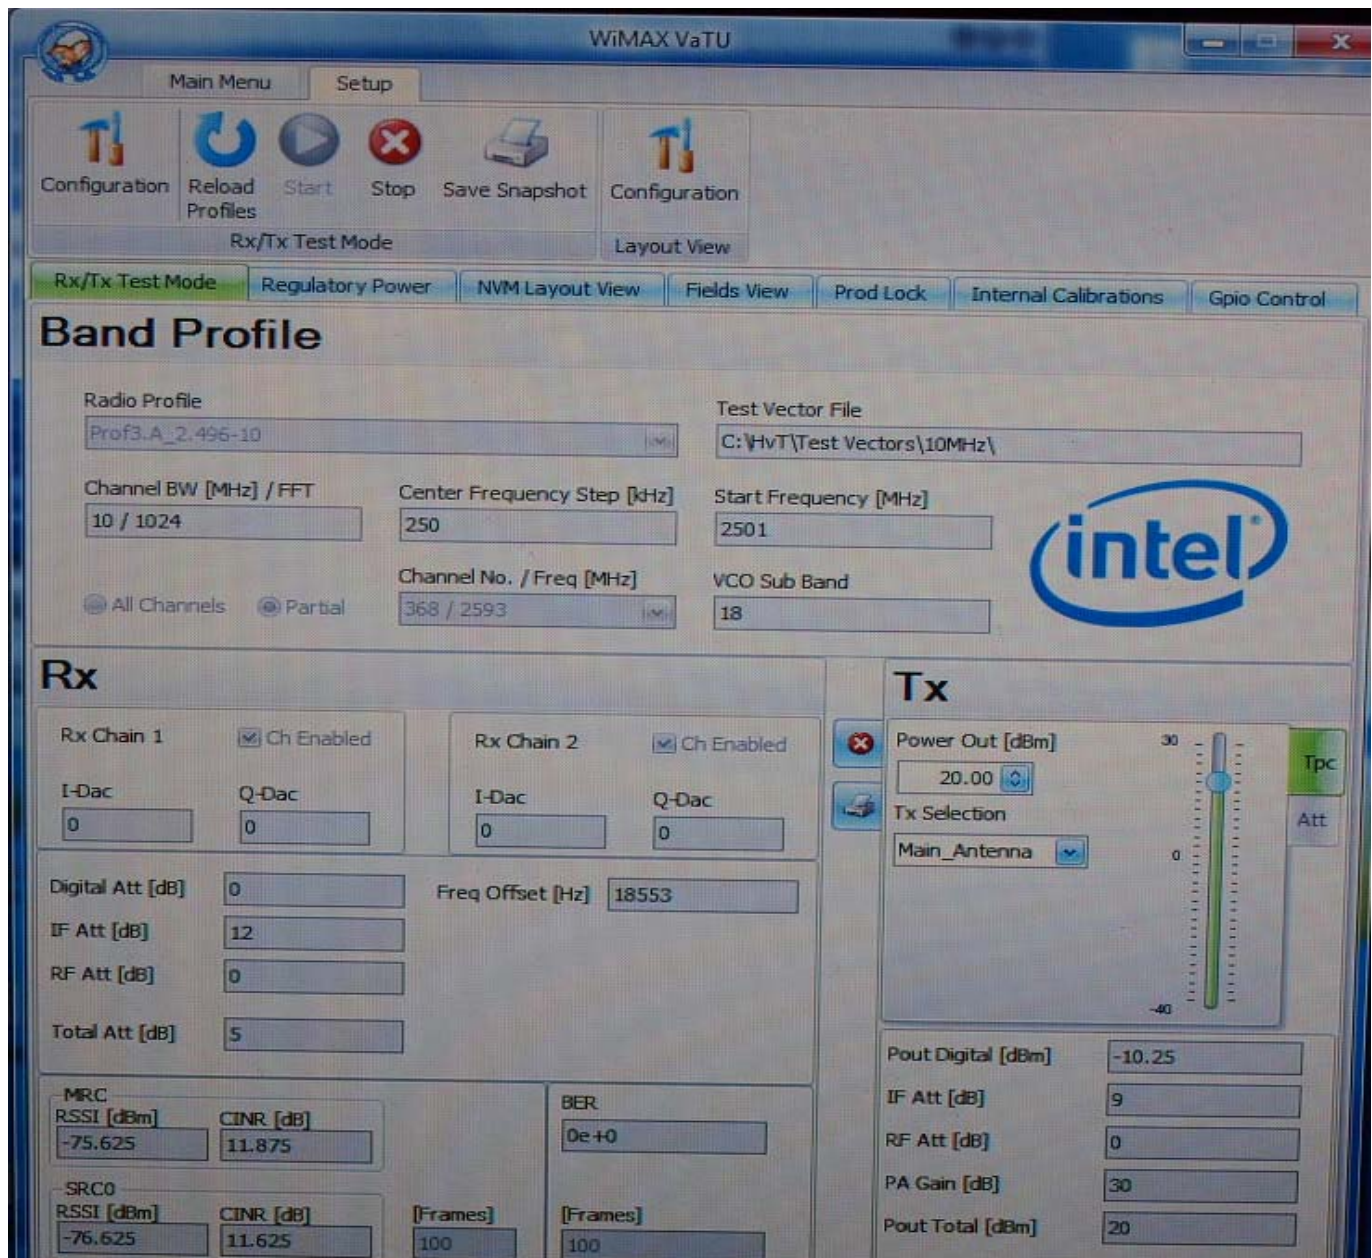 WiMAX VaTU
Main Menu
Setup
Configuration
Reload
Profiles
Start
Stop
Save Snapshot
Configuration
Rx/Tx Test Mode
Layout View
Rx/Tx Test Mode
Regulatory Power
NVM Layout View
Fields View
Prod Lock
Internal Calibrations
Gpio Control
Band Profile
Radio Profile
Prof3.A_2.496-10
Test Vector File
C:\HvT\Test Vectors\10MHz\
Channel BW [MHz] / FFT
10 / 1024
Center Frequency Step [kHz]
250
Start Frequency [MHz]
2501
intel
All Channels
Partial
Channel No. / Freq [MHz]
368 / 2593
VCO Sub Band
18
Rx
Rx Chain 1
Ch Enabled
I-Dac
Q-Dac
0
0
Rx Chain 2
Ch Enabled
I-Dac
Q-Dac
0
0
Digital Att [dB]
0
Freq Offset [Hz]
18553
IF Att [dB]
12
RF Att [dB]
0
Total Att [dB]
5
MRC
RSSI [dBm]
CINR [dB]
-75.625
11.875
SRC0
RSSI [dBm]
CINR [dB]
-76.625
11.625
[Frames]
100
BER
0e+0
[Frames]
100
Tx
Power Out [dBm]
20.00
Tx Selection
Main_Antenna
30
0
-40
Tpc
Att
Pout Digital [dBm]
-10.25
IF Att [dB]
9
RF Att [dB]
0
PA Gain [dB]
30
Pout Total [dBm]
20